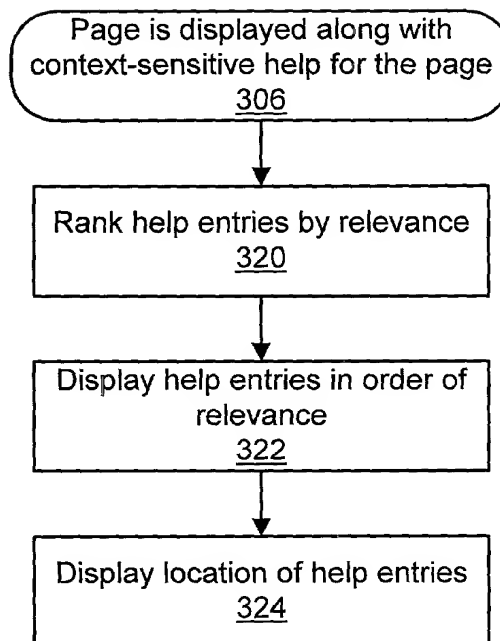 Page is displayed along with
context-sensitive help for the page
306
Rank help entries by relevance
320
Display help entries in order of
relevance
322
Display location of help entries
324